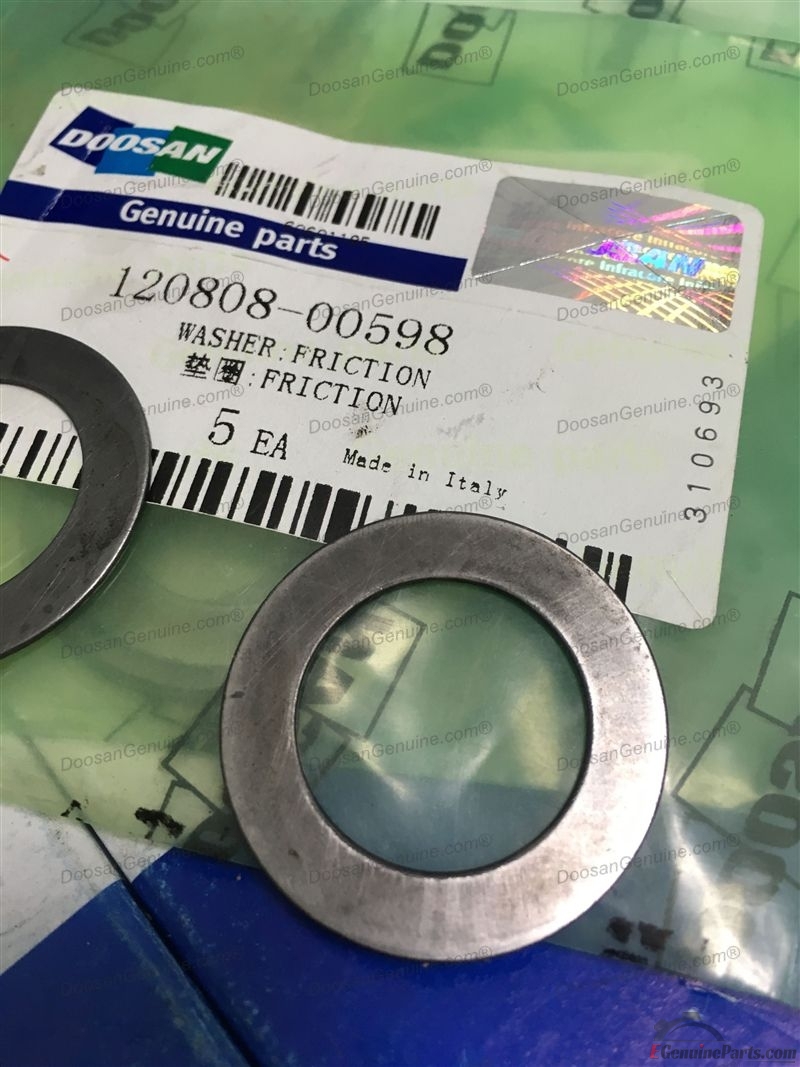 DOOSAN
Genuine parts
120808-00598
WASHER:FRICTION
垫圈:FRICTION
5 EA
Made in Italy
310693
DoosanGenuine.com®
1GenuineParts.com